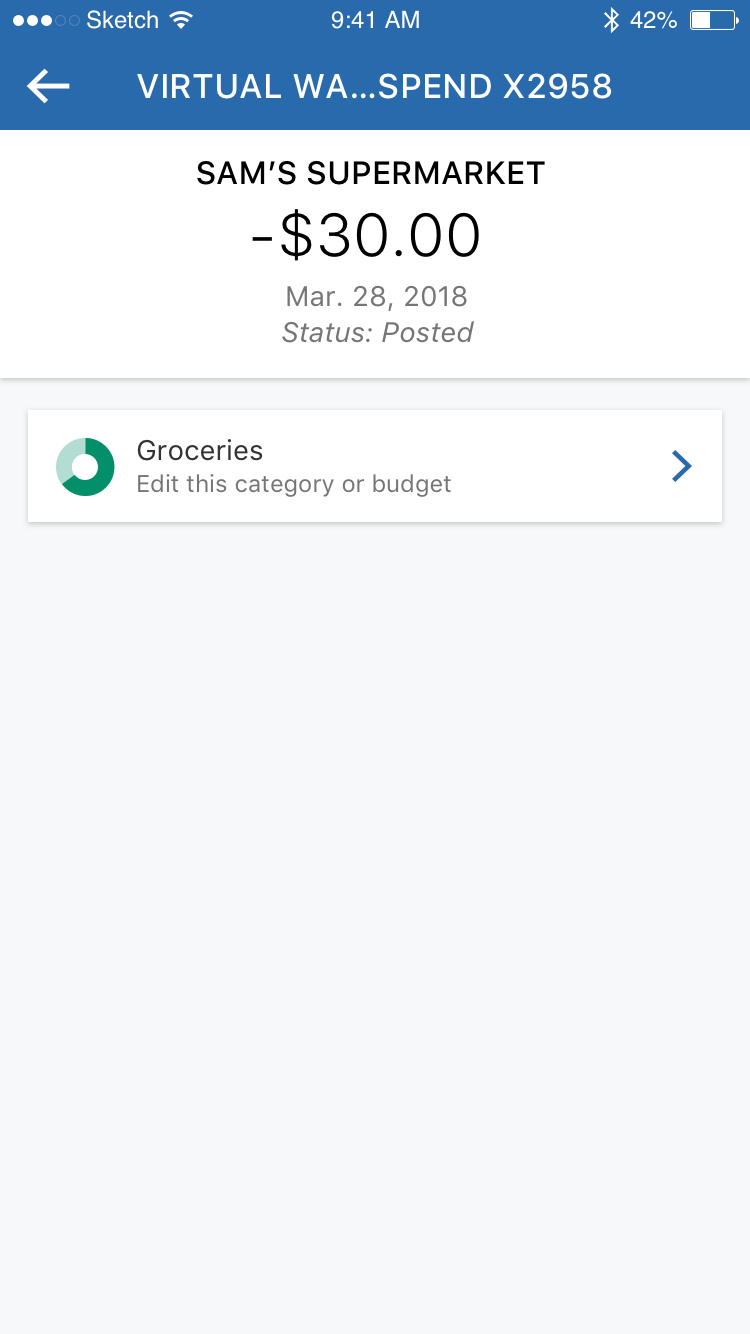 Sketch 9:41 AM 42%
VIRTUAL WA...SPEND X2958
SAM’S SUPERMARKET
-$30.00
Mar. 28, 2018
Status: Posted
Groceries
Edit this category or budget